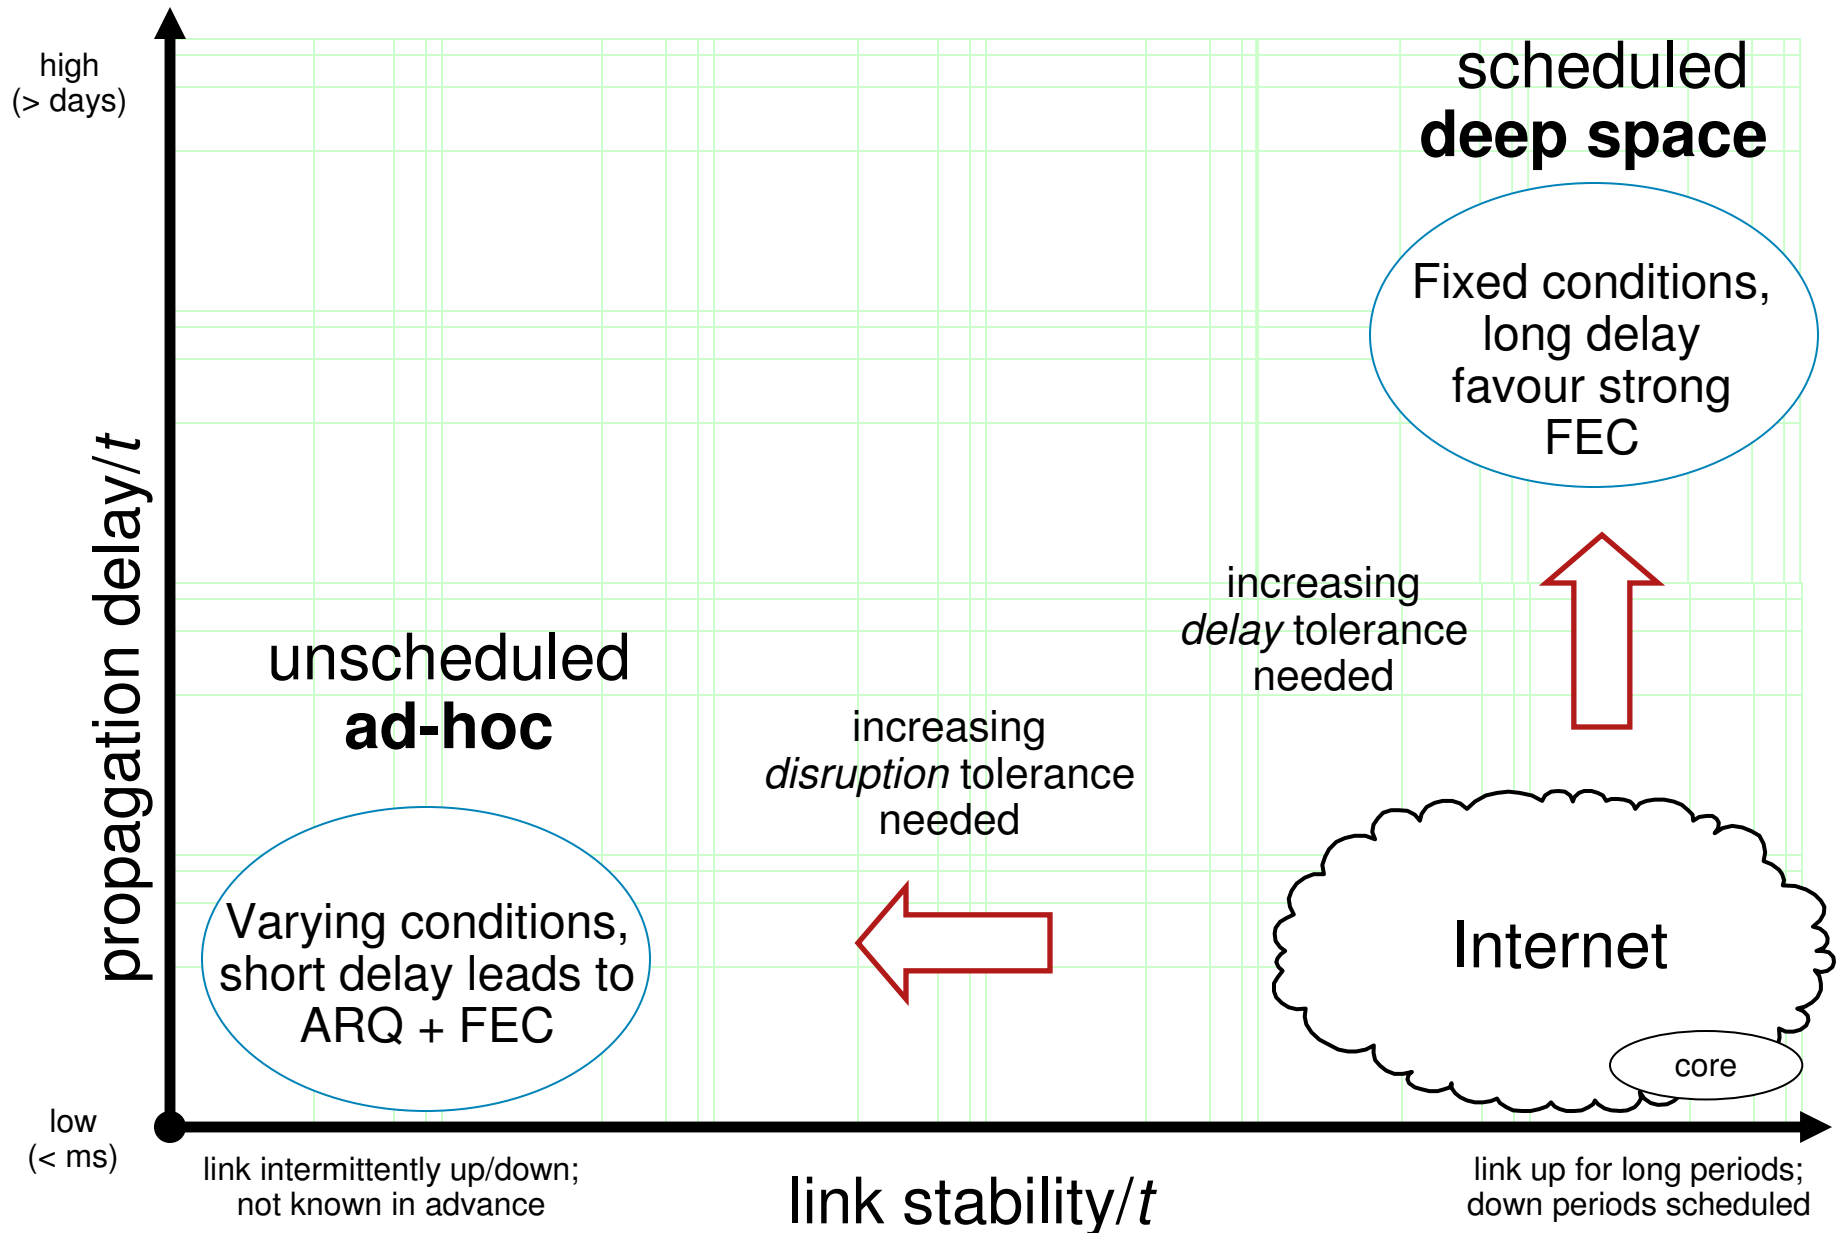 high
(> days)
scheduled
deep space
Fixed conditions,
long delay
favour strong
FEC
propagation delay/t
increasing
delay tolerance
needed
unscheduled
ad-hoc
increasing
disruption tolerance
needed
Varying conditions,
short delay leads to
ARQ + FEC
Internet
core
low
(< ms)
link intermittently up/down;
not known in advance
link stability/t
link up for long periods;
down periods scheduled